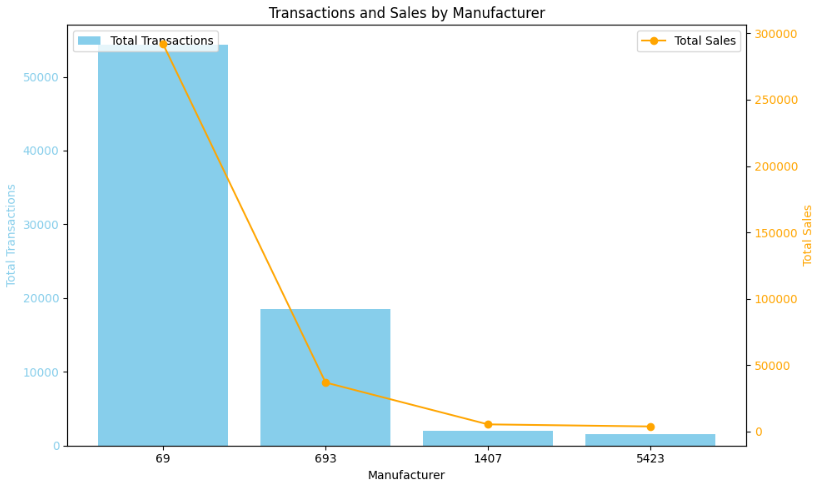 Transactions and Sales by Manufacturer
Total Transactions
Total Sales
50000
40000
30000
20000
10000
0
Total Transactions
300000
250000
200000
150000
100000
50000
0
Total Sales
69 693 1407 5423
Manufacturer